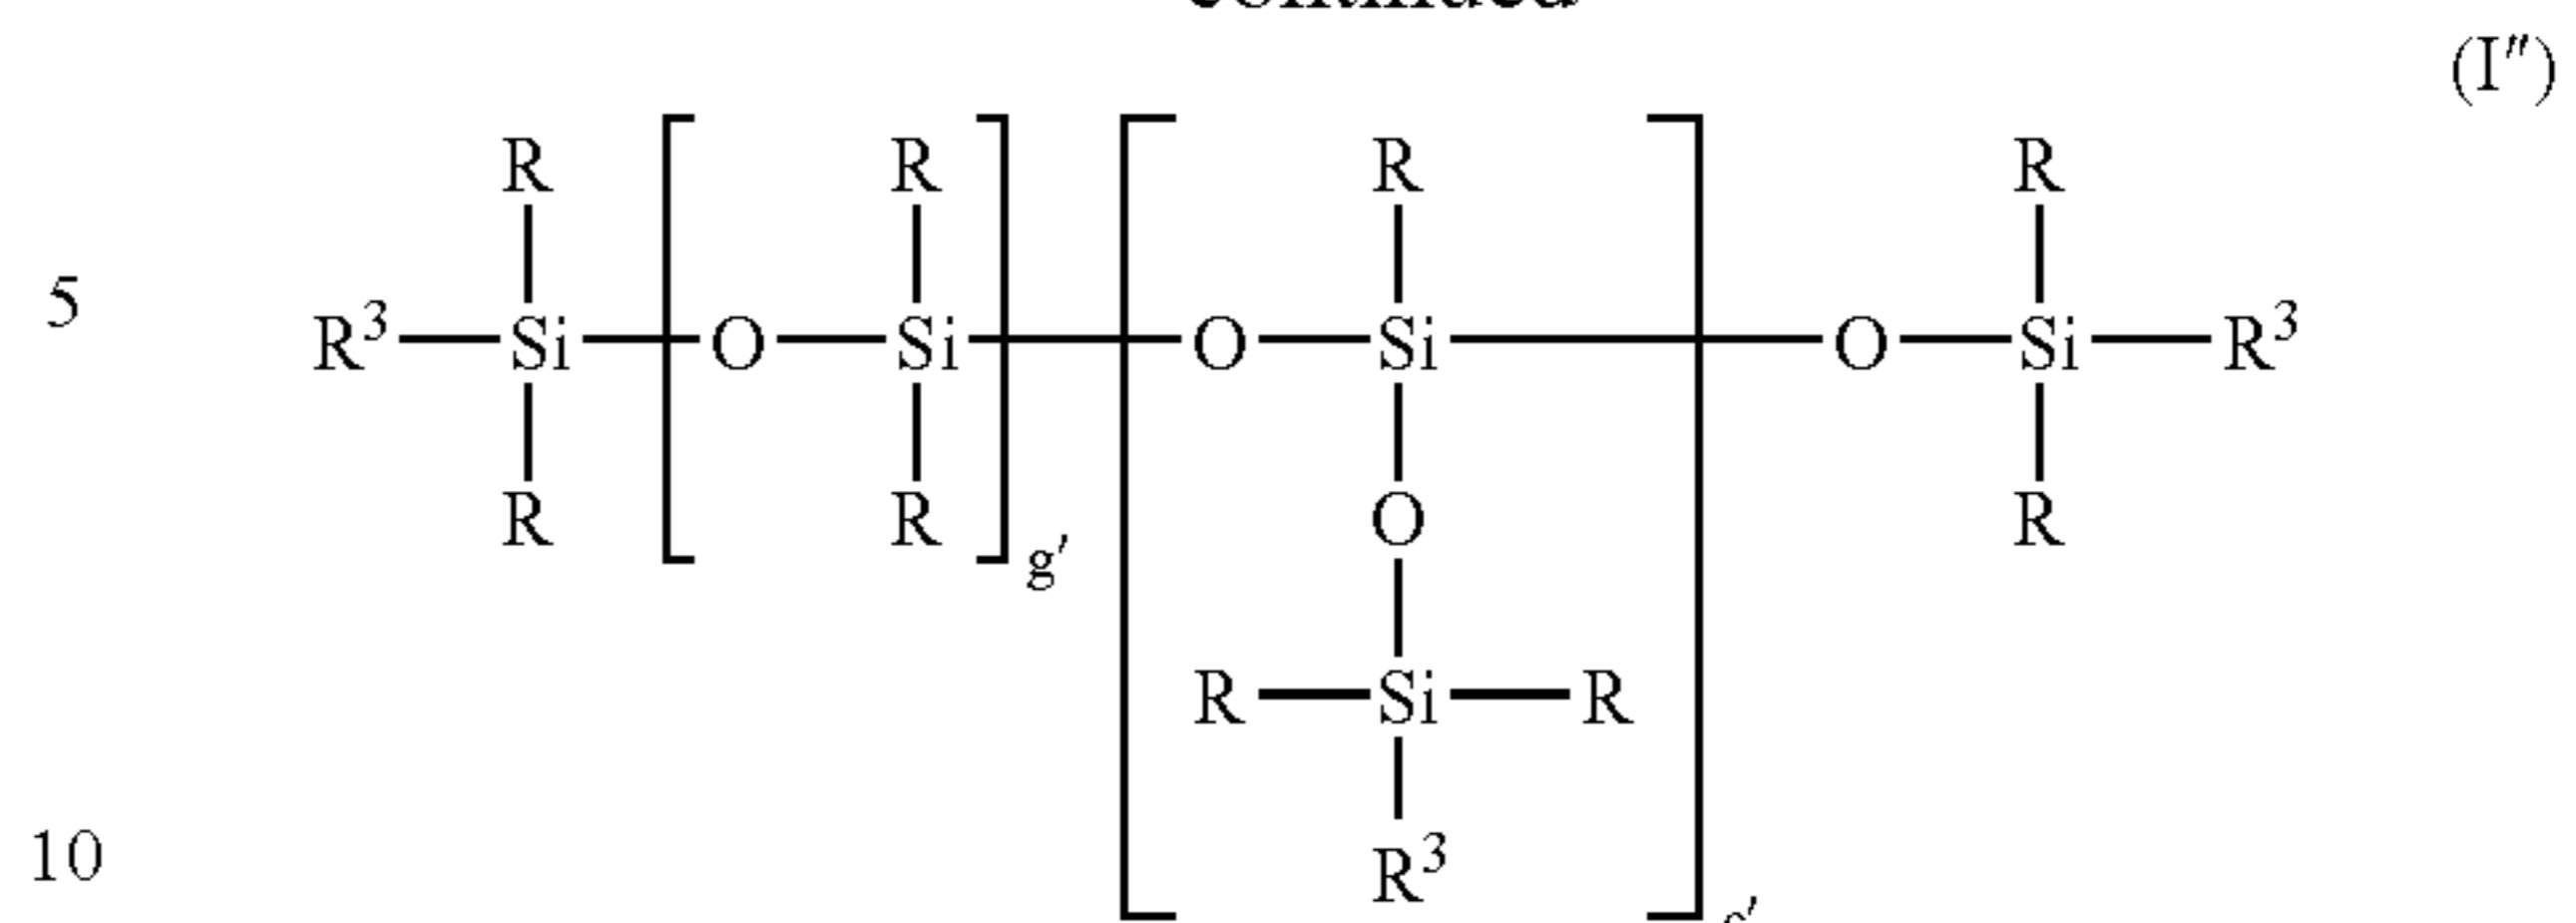 (I″)
R R R R
5
R³—Si—[O—Si]—[O—Si]—O—Si—R³
R R O R
g′
R—Si—R
10
R³